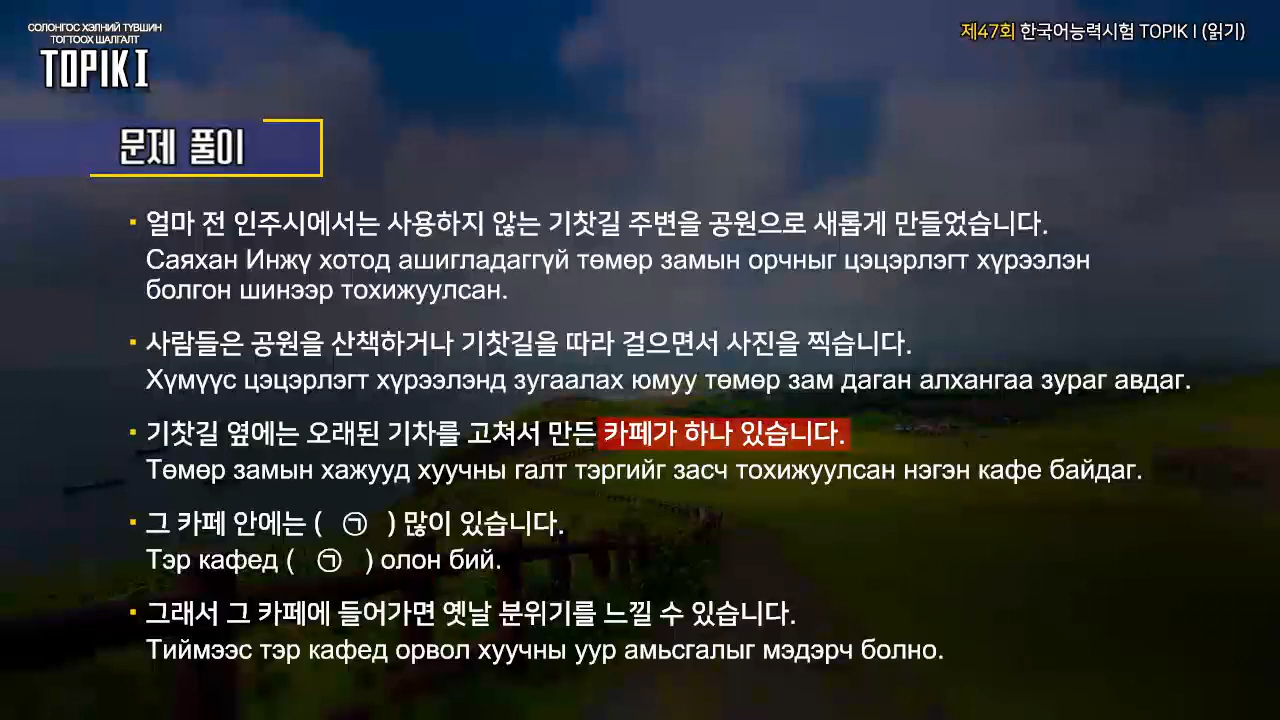 СОЛОНГОС ХЭЛНИЙ ТҮВШИН
ТОГТООХ ШАЛГАЛТ
TOPIK I
제47회 한국어능력시험 TOPIK I (읽기)
문제 풀이
▪ 얼마 전 인주시에서는 사용하지 않는 기찻길 주변을 공원으로 새롭게 만들었습니다.
Саяхан Инжү хотод ашигладаггүй төмөр замын орчныг цэцэрлэгт хүрээлэн
болгон шинээр тохижуулсан.
▪ 사람들은 공원을 산책하거나 기찻길을 따라 걸으면서 사진을 찍습니다.
Хүмүүс цэцэрлэгт хүрээлэнд зугаалах юмуу төмөр зам даган алхангаа зураг авдаг.
▪ 기찻길 옆에는 오래된 기차를 고쳐서 만든 카페가 하나 있습니다.
Төмөр замын хажууд хуучны галт тэргийг засч тохижуулсан нэгэн кафе байдаг.
▪ 그 카페 안에는 ( ㉠ ) 많이 있습니다.
Тэр кафед ( ㉠ ) олон бий.
▪ 그래서 그 카페에 들어가면 옛날 분위기를 느낄 수 있습니다.
Тиймээс тэр кафед орвол хуучны уур амьсгалыг мэдэрч болно.